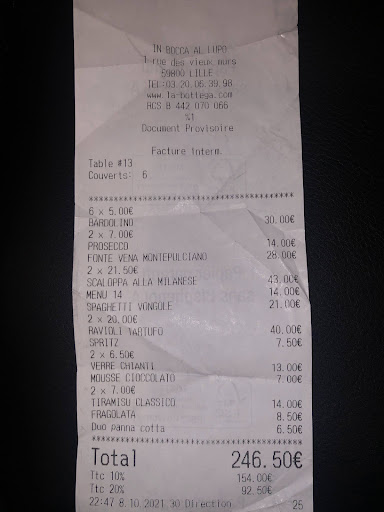 IN BOCCA AL LUPO
1 rue des vieux murs
59800 LILLE
TEL:03.20.06.39.98
www.la-bottega.com
RCS B 442 070 066
%1
Document Provisoire
Facture interm.
Table #13
Couverts: 6
****************************************
6 x 5.00€
BARDOLINO 30.00€
2 x 7.00€
PROSECCO 14.00€
FONTE VENA MONTEPULCIANO 28.00€
2 x 21.50€
SCALOPPA ALLA MILANESE 43.00€
MENU 14 14.00€
SPAGHETTI VONGOLE 21.00€
2 x 20.00€
RAVIOLI TARTUFO 40.00€
SPRITZ 7.50€
2 x 6.50€
VERRE CHIANTI 13.00€
MOUSSE CIOCCOLATO 7.00€
2 x 7.00€
TIRAMISU CLASSICO 14.00€
FRAGOLATA 8.50€
Duo panna cotta 6.50€
****************************************
Total 246.50€
Ttc 10% 154.00€
Ttc 20% 92.50€
22:47 8.10.2021 30 Direction 25